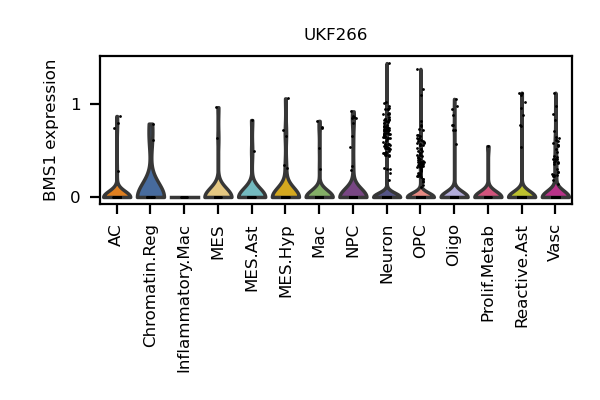 UKF266
BMS1 expression
1
0
AC
Chromatin.Reg
Inflammatory.Mac
MES
MES.Ast
MES.Hyp
Mac
NPC
Neuron
OPC
Oligo
Prolif.Metab
Reactive.Ast
Vasc